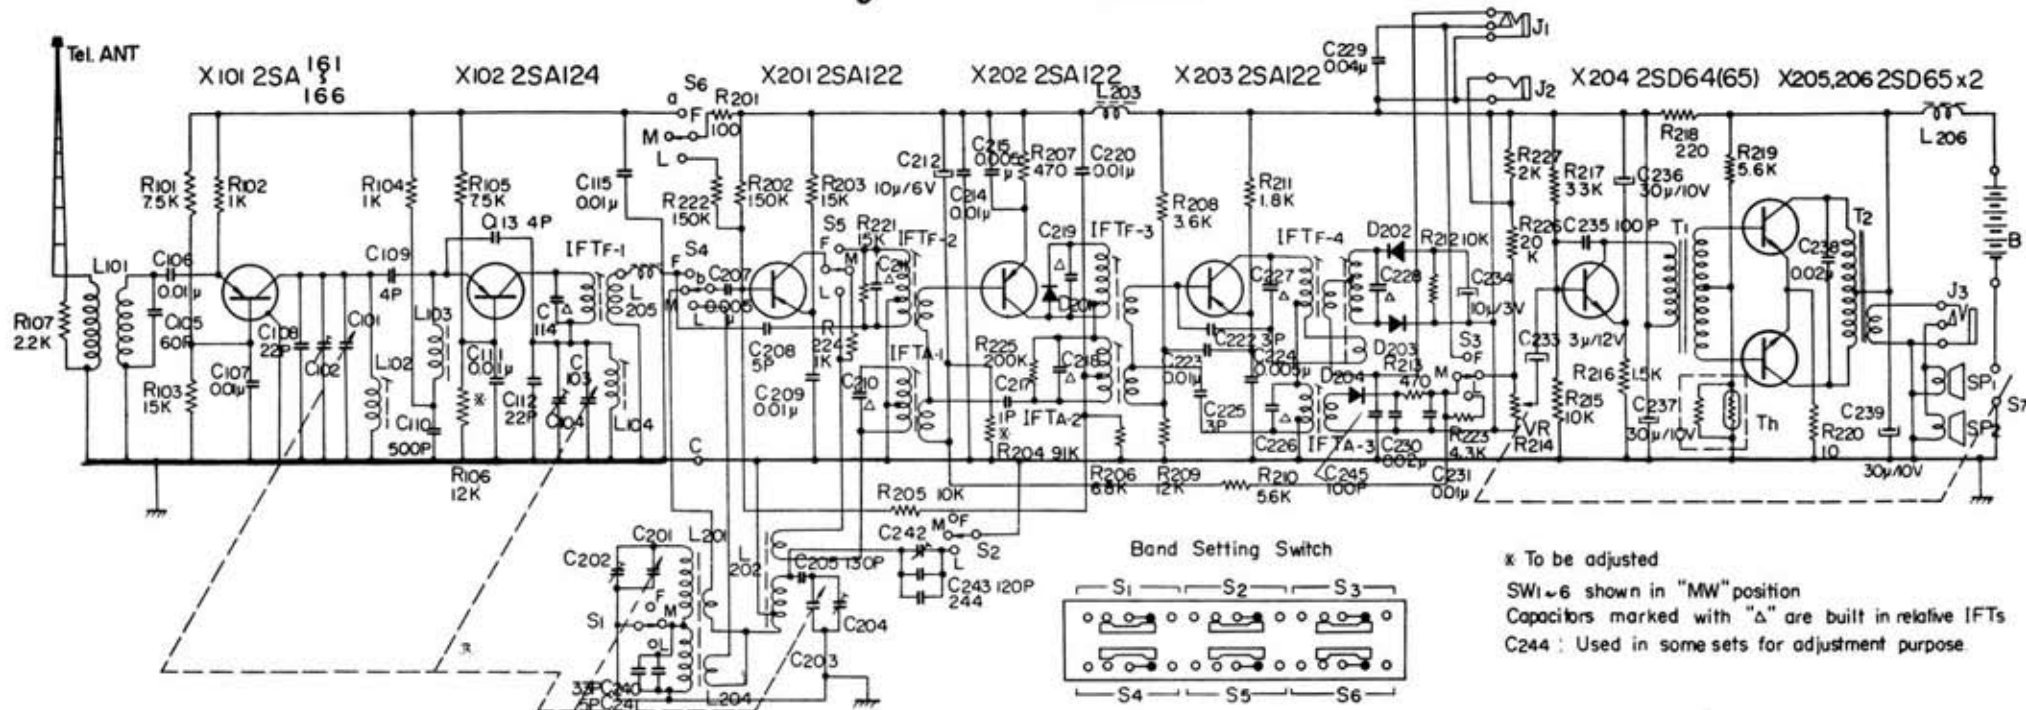 Tel. ANT
X101 2SA 161
166
X102 2SA124
X201 2SA122
X202 2SA122
X203 2SA122
X204 2SD64(65)
X205,206 2SD65x2
J1
J2
C229
0.04μ
S6
a
F
M
L
R201
100
L203
R218
220
L206
R101
7.5K
R102
1K
R104
1K
R105
7.5K
C115
0.01μ
R222
150K
R202
150K
R203
15K
C212
10μ/6V
C215
0.005μ
R207
470
C220
0.01μ
C214
0.01μ
R208
3.6K
R211
1.8K
R227
2K
R217
3.3K
C236
30μ/10V
R219
5.6K
C113 4P
IFTF-1
S4
F
b
M
L
S5
F
M
L
R221
15K
IFTF-2
C219
IFTF-3
IFTF-4
D202
R212 10K
R226
20K
C235 100P
T1
T2
B
L101
C106
0.01μ
C109
4P
C105
60P
C108
22P
C101
C102
L103
L102
C111
0.01μ
C114
L205
C207
0.005μ
C211
D201
C227
C228
C234
10μ/3V
C238
0.02μ
J3
R107
2.2K
R103
15K
C107
0.01μ
C110
500P
C112
22P
C103
C104
L104
※
R106
12K
C208
5P
C209
0.01μ
R224
1K
IFTA-1
C210
R225
200K
C218
C217
1P
※
IFTA-2
R204 91K
C222 3P
C223
0.01μ
C224
0.005μ
C225
3P
C226
D203
D204
R213
470
S3
F
M
L
C233
3μ/12V
R216
1.5K
R215
10K
VR
R214
C237
30μ/10V
Th
R220
10
C239
30μ/10V
SP1
SP2
S7
C
R206
6.8K
R209
12K
R210
5.6K
IFTA-3
C230
0.02μ
C245
100P
R223
4.3K
C231
0.01μ
R205 10K
C242
M
F
L
S2
C243 120P
244
C201
C202
L201
L202
C205 130P
C204
C203
F
M
L
S1
33P C240
5P C241
L204
Band Setting Switch
S1
S2
S3
S4
S5
S6
※ To be adjusted
SW1~6 shown in "MW" position
Capacitors marked with "Δ" are built in relative IFTs
C244 : Used in some sets for adjustment purpose